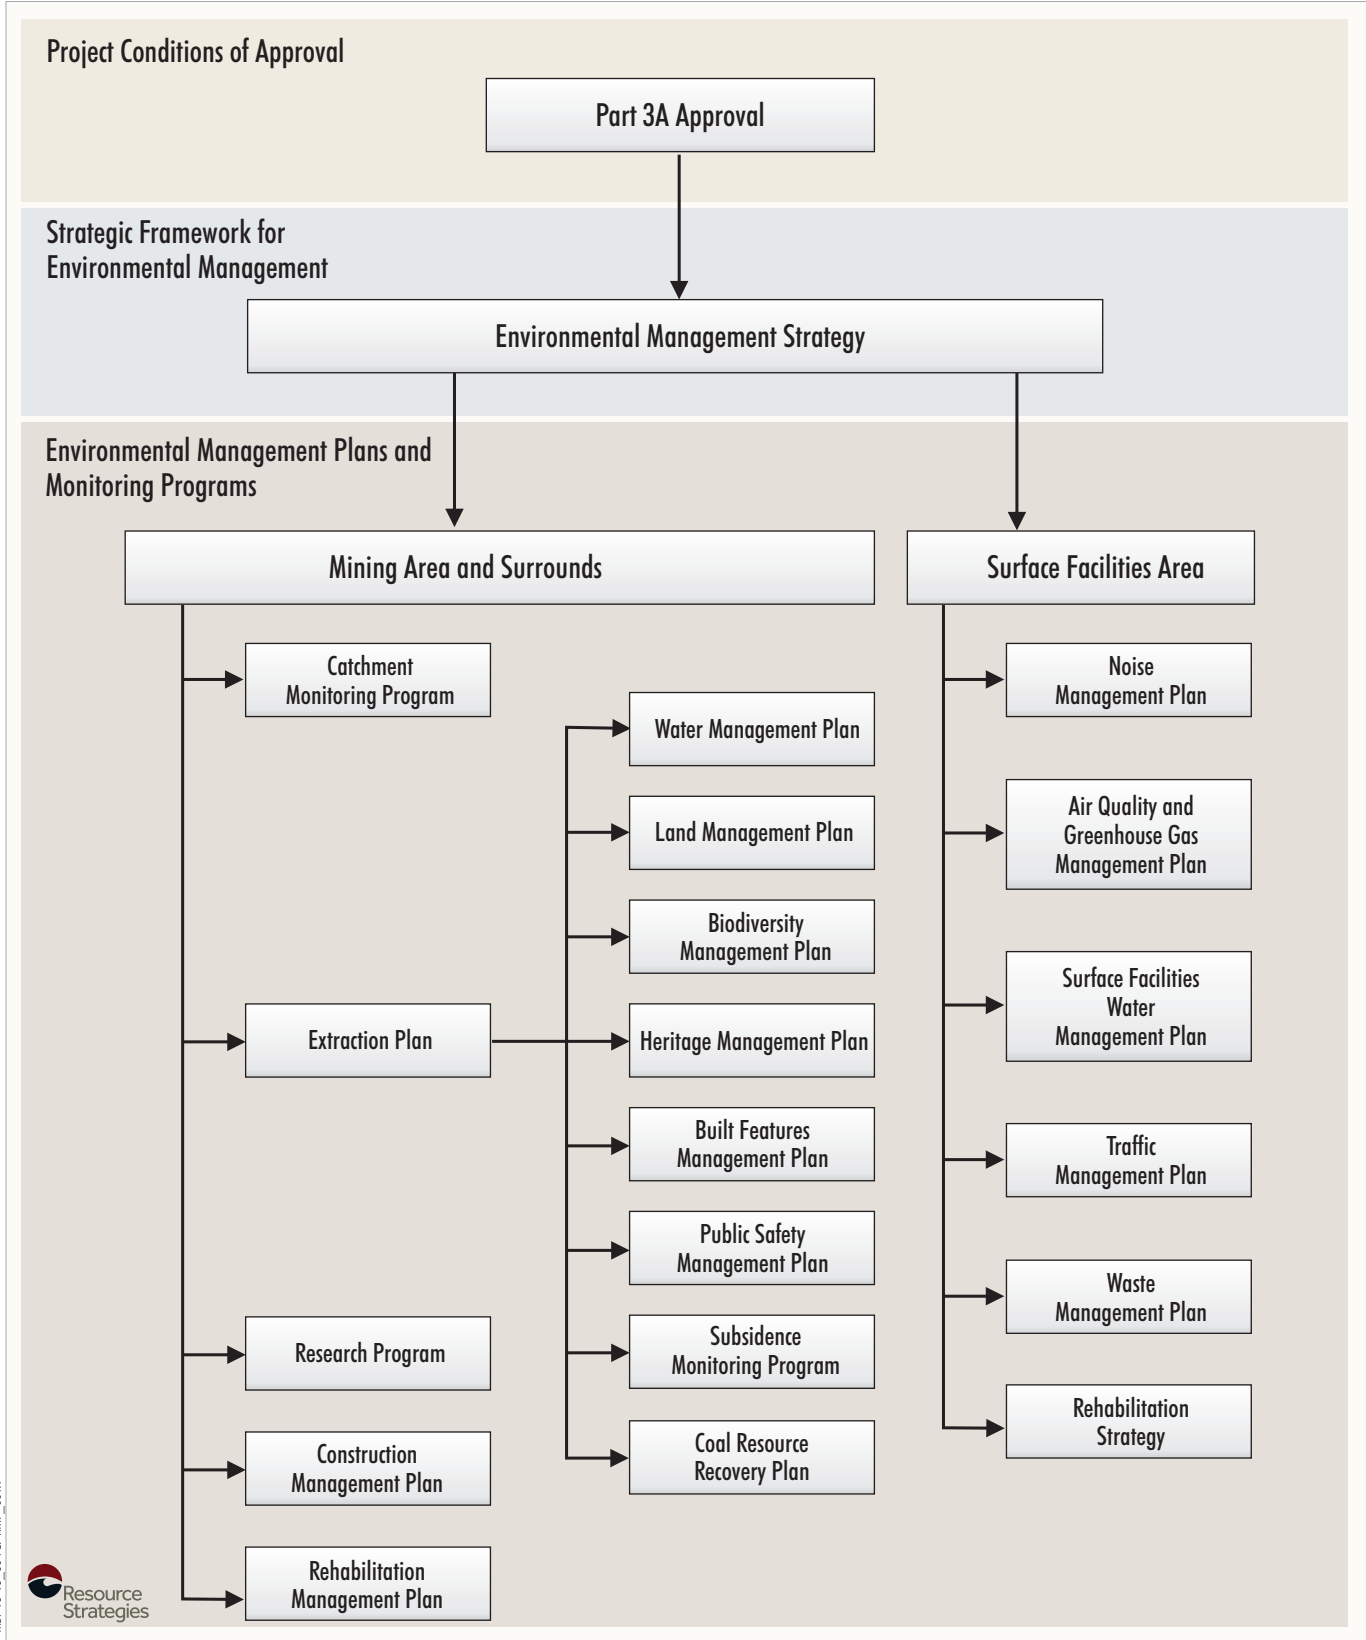 Project Conditions of Approval
Part 3A Approval
Strategic Framework for
Environmental Management
Environmental Management Strategy
Environmental Management Plans and
Monitoring Programs
Mining Area and Surrounds
Surface Facilities Area
Catchment
Monitoring Program
Extraction Plan
Research Program
Construction
Management Plan
Rehabilitation
Management Plan
Water Management Plan
Land Management Plan
Biodiversity
Management Plan
Heritage Management Plan
Built Features
Management Plan
Public Safety
Management Plan
Subsidence
Monitoring Program
Coal Resource
Recovery Plan
Noise
Management Plan
Air Quality and
Greenhouse Gas
Management Plan
Surface Facilities
Water
Management Plan
Traffic
Management Plan
Waste
Management Plan
Rehabilitation
Strategy
Resource
Strategies